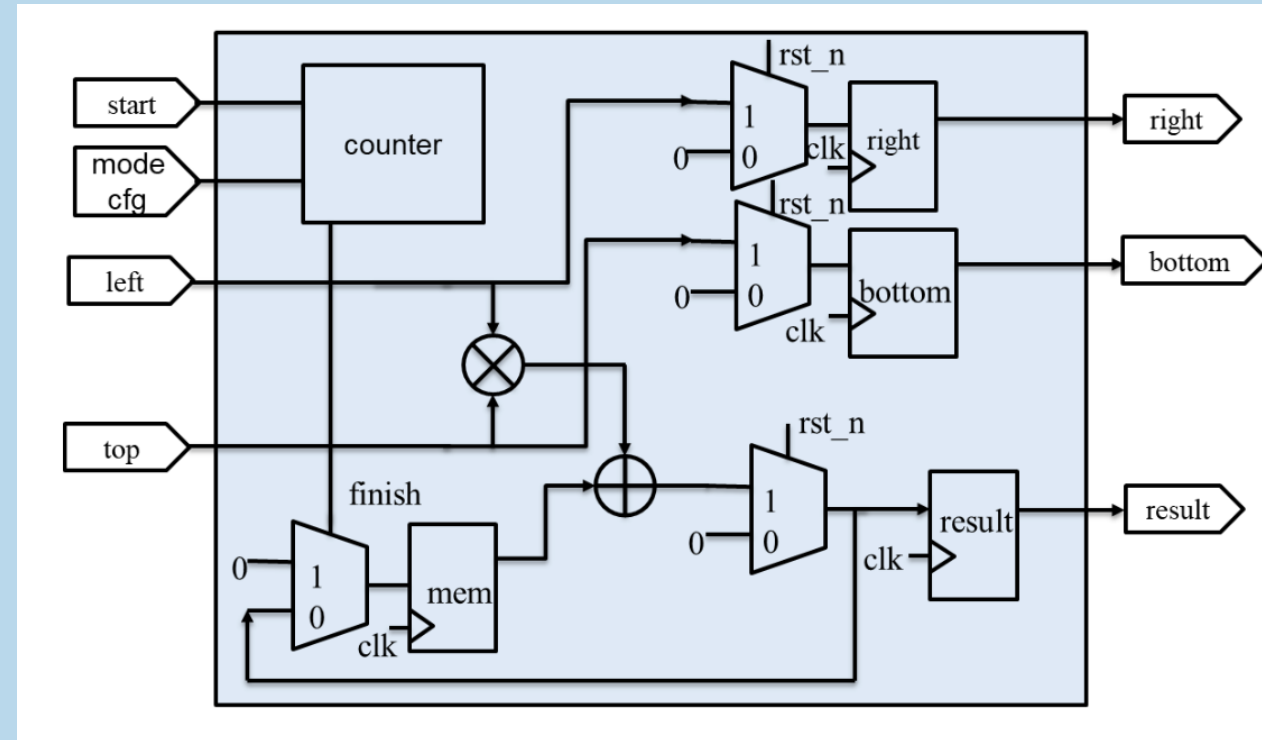 start
mode
cfg
left
top
counter
finish
0
1
0
clk
mem
rst_n
1
0
0
clk
right
rst_n
1
0
0
clk
bottom
rst_n
1
0
0
clk
result
right
bottom
result